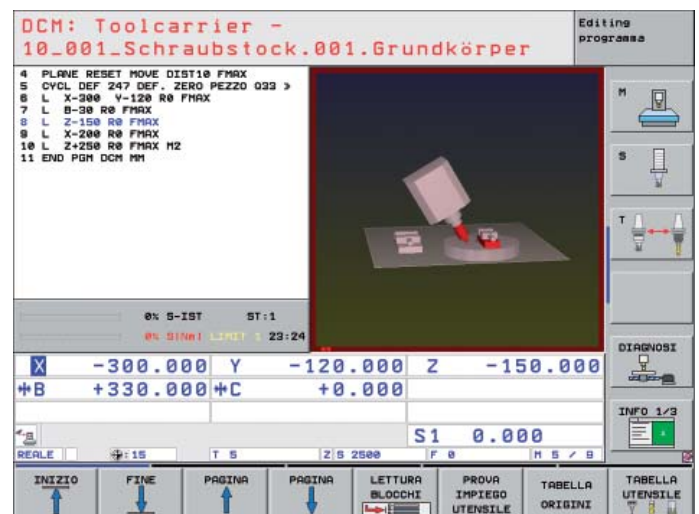 DCM: Toolcarrier -
10_001_Schraubstock.001.Grundkörper
Editing
programma
4 PLANE RESET MOVE DIST10 FMAX
5 CYCL DEF 247 DEF. ZERO PEZZO Q33 »
6 L X-300 Y-120 R0 FMAX
7 L B-30 R0 FMAX
8 L Z-150 R0 FMAX
9 L X-200 R0 FMAX
10 L Z+250 R0 FMAX M2
11 END PGM DCM MM
M
S
T
0% S-IST ST:1
0% S[Nm] LIMIT 1 23:24
X -300.000 Y -120.000 Z -150.000
B +330.000 C +0.000
S1 0.000
REALE : 15 T 5 Z S 2500 F 0 M 5 / 9
DIAGNOSI
INFO 1/3
INIZIO
FINE
PAGINA
PAGINA
LETTURA
BLOCCHI
PROVA
IMPIEGO
UTENSILE
TABELLA
ORIGINI
TABELLA
UTENSILE